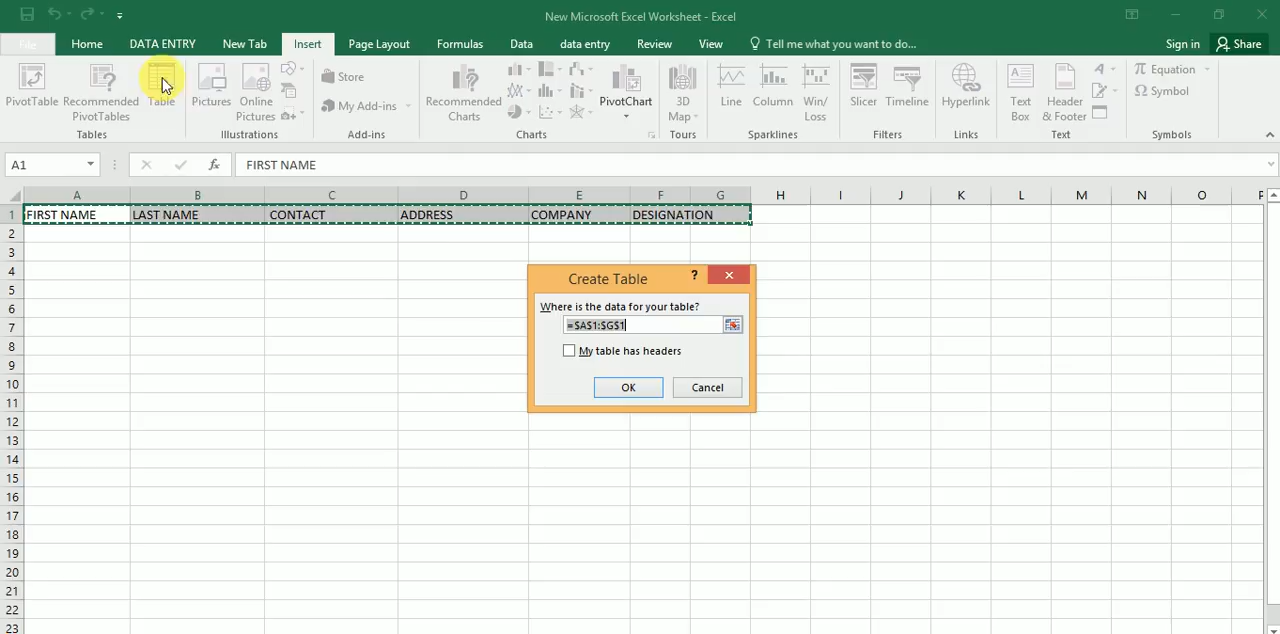 New Microsoft Excel Worksheet - Excel
File Home DATA ENTRY New Tab Insert Page Layout Formulas Data data entry Review View Tell me what you want to do... Sign in Share
PivotTable Recommended PivotTables Table
Tables
Pictures Online Pictures
Illustrations
Store
My Add-ins
Add-ins
Recommended Charts PivotChart
Charts
3D Map
Tours
Line Column Win/Loss
Sparklines
Slicer Timeline
Filters
Hyperlink
Links
Text Box Header & Footer
Text
Equation
Symbol
Symbols
A1 fx FIRST NAME
A B C D E F G H I J K L M N O P
1 FIRST NAME LAST NAME CONTACT ADDRESS COMPANY DESIGNATION
2
3
4
5
6
7
8
9
10
11
12
13
14
15
16
17
18
19
20
21
22
23
Create Table ?
Where is the data for your table?
=$A$1:$G$1
My table has headers
OK Cancel